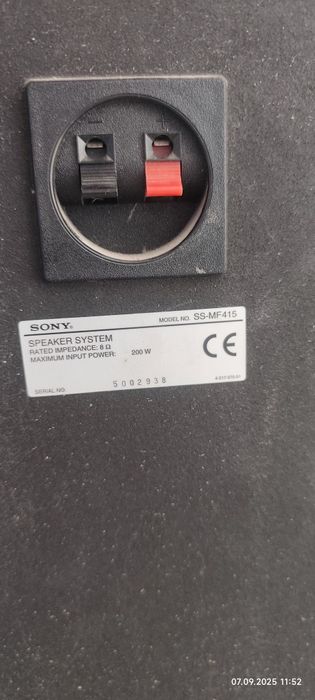 − +
SONY®
MODEL NO. SS-MF415
SPEAKER SYSTEM
RATED IMPEDANCE: 8 Ω
MAXIMUM INPUT POWER: 200 W
CE
SERIAL NO. 5002938
07.09.2025 11:52